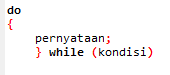 do
{
pernyataan;
} while (kondisi)